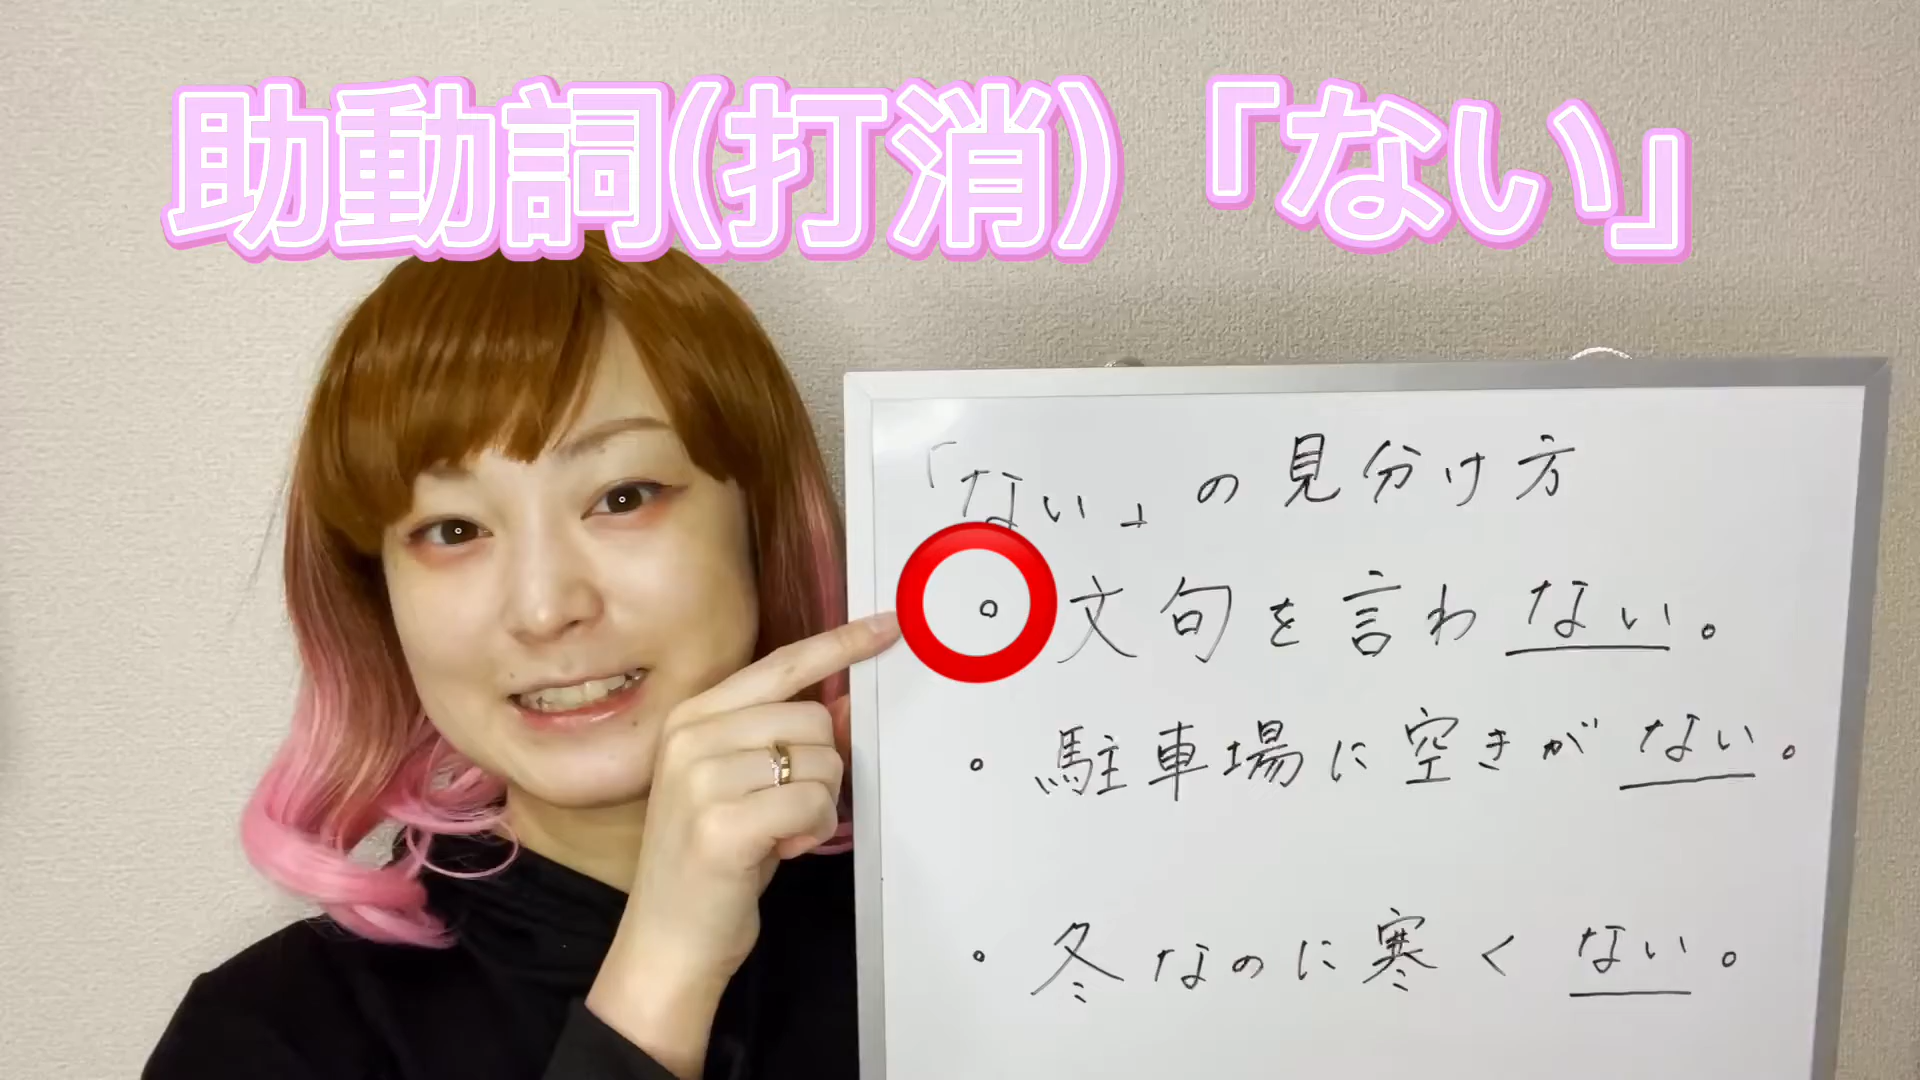 助動詞(打消)「ない」
「ない」の見分け方
・文句を言わない。
・駐車場に空きがない。
・冬なのに寒くない。